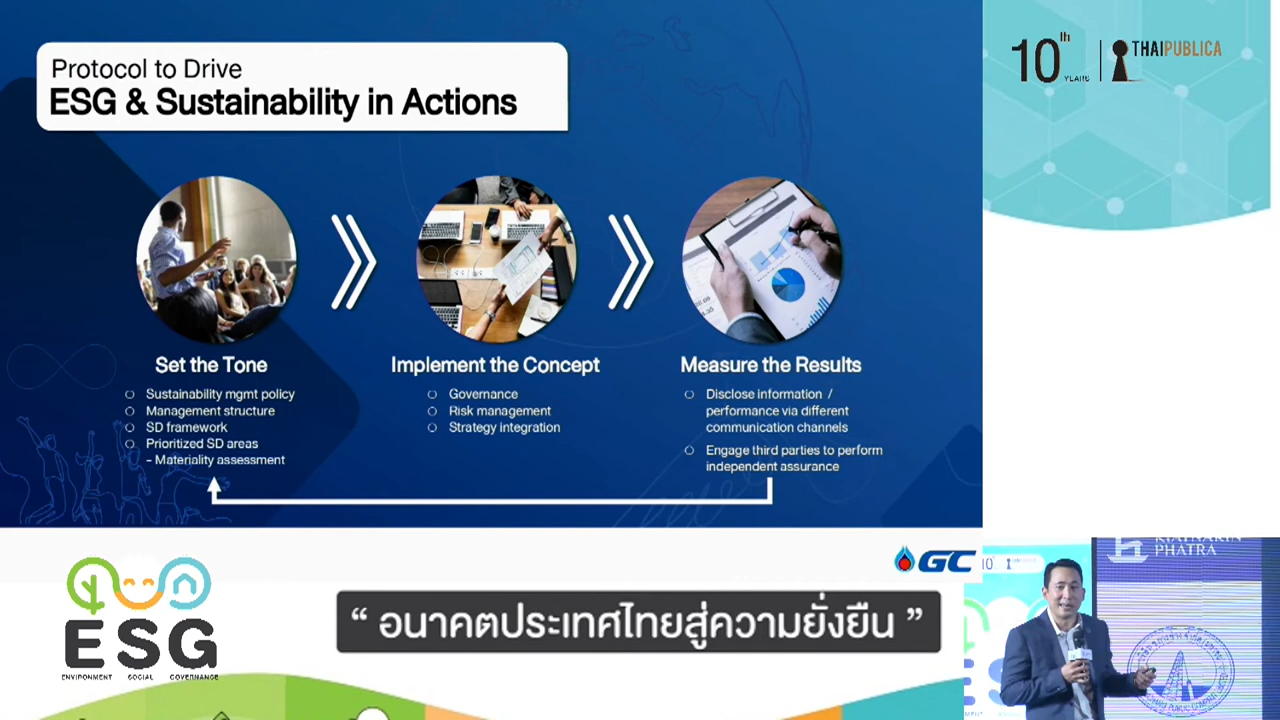 Protocol to Drive
ESG & Sustainability in Actions
10th YEARS
THAIPUBLICA
Set the Tone
Sustainability mgmt policy
Management structure
SD framework
Prioritized SD areas
– Materiality assessment
Implement the Concept
Governance
Risk management
Strategy integration
Measure the Results
Disclose information /
performance via different
communication channels
Engage third parties to perform
independent assurance
GC
ESG
ENVIRONMENT SOCIAL GOVERNANCE
“ อนาคตประเทศไทยสู่ความยั่งยืน ”
KIATNAKIN
PHATRA
10